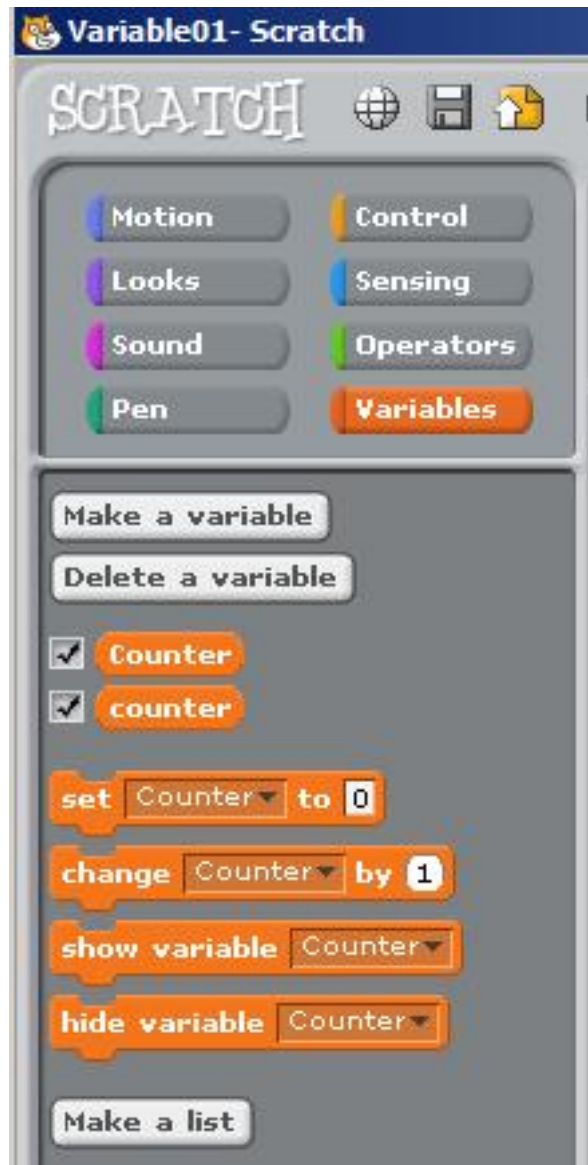 Variable01- Scratch
SCRATCH
Motion Control
Looks Sensing
Sound Operators
Pen Variables
Make a variable
Delete a variable
Counter
counter
set Counter to 0
change Counter by 1
show variable Counter
hide variable Counter
Make a list